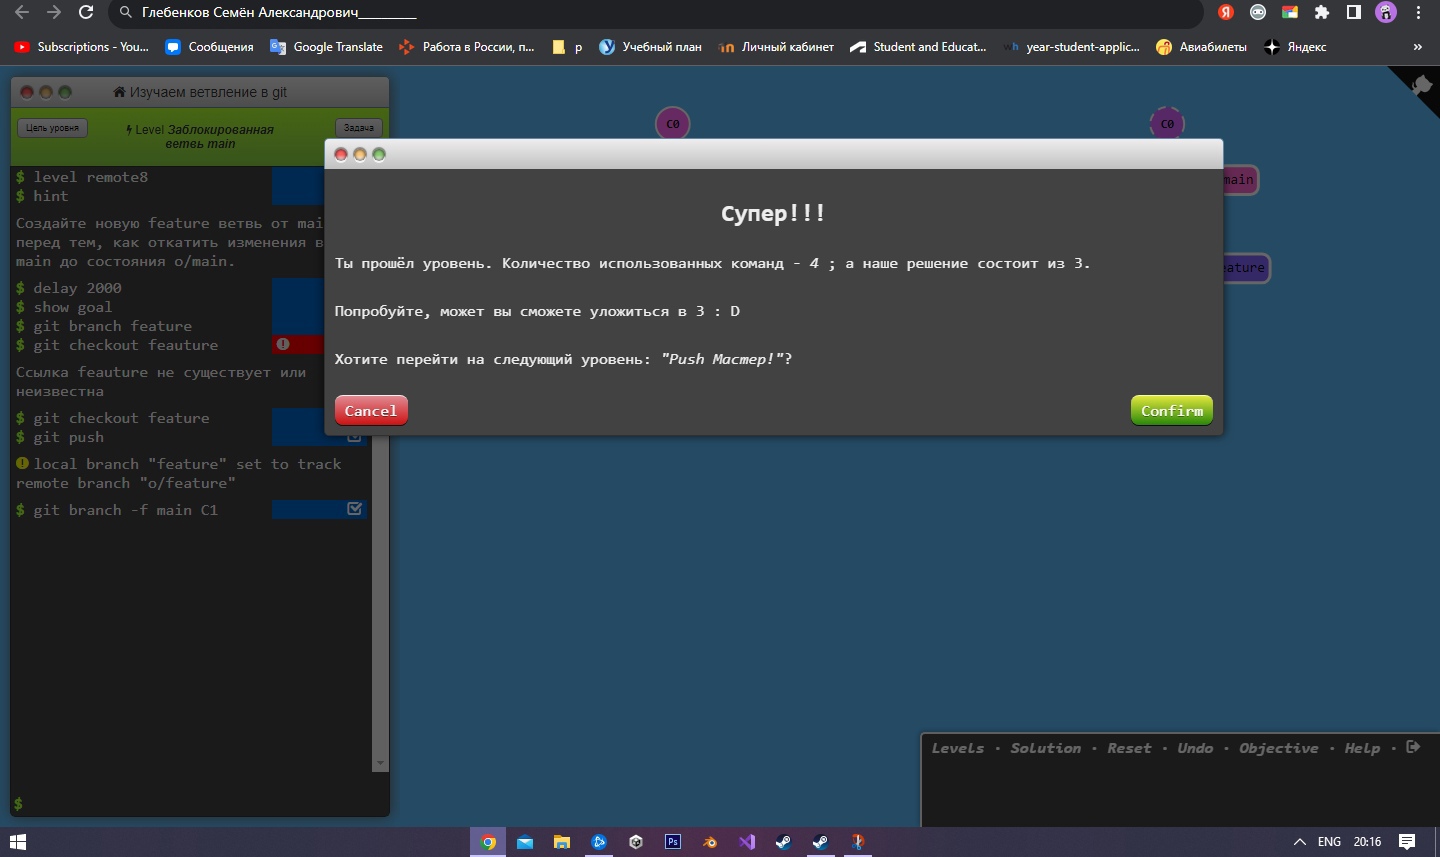 Глебенков Семён Александрович_________
Subscriptions - You...
Сообщения
Google Translate
Работа в России, п...
p
Учебный план
Личный кабинет
Student and Educat...
year-student-applic...
Авиабилеты
Яндекс
»
Изучаем ветвление в git
Цель уровня
Level Заблокированная
ветвь main
Задача
$ level remote8
$ hint
Создайте новую feature ветвь от mai
перед тем, как откатить изменения в
main до состояния o/main.
$ delay 2000
$ show goal
$ git branch feature
$ git checkout feauture
Ссылка feauture не существует или
неизвестна
$ git checkout feature
$ git push
local branch "feature" set to track
remote branch "o/feature"
$ git branch -f main C1
$
C0
C0
main
eature
Супер!!!
Ты прошёл уровень. Количество использованных команд - 4 ; а наше решение состоит из 3.
Попробуйте, может вы сможете уложиться в 3 : D
Хотите перейти на следующий уровень: "Push Мастер!"?
Cancel
Confirm
Levels · Solution · Reset · Undo · Objective · Help ·
ENG
20:16